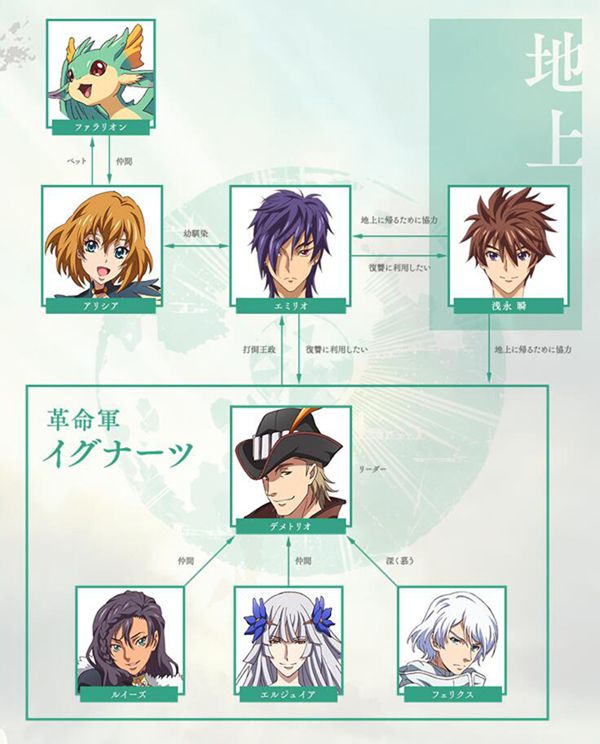 地上
ファラリオン
ペット
仲間
アリシア
幼馴染
エミリオ
地上に帰るために協力
復讐に利用したい
浅永 瞬
打倒王政
復讐に利用したい
地上に帰るために協力
革命軍
イグナーツ
リーダー
デメトリオ
仲間
仲間
深く慕う
ルイーズ
エルジュイア
フェリクス